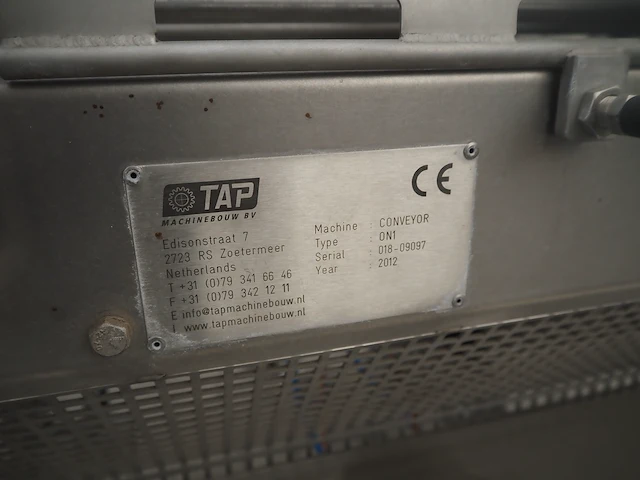 TAP
MACHINEBOUW BV
CE
Edisonstraat 7
2723 RS Zoetermeer
Netherlands
T +31 (0)79 341 66 46
F +31 (0)79 342 12 11
E info@tapmachinebouw.nl
I www.tapmachinebouw.nl
Machine : CONVEYOR
Type : ON1
Serial : 018-09097
Year : 2012